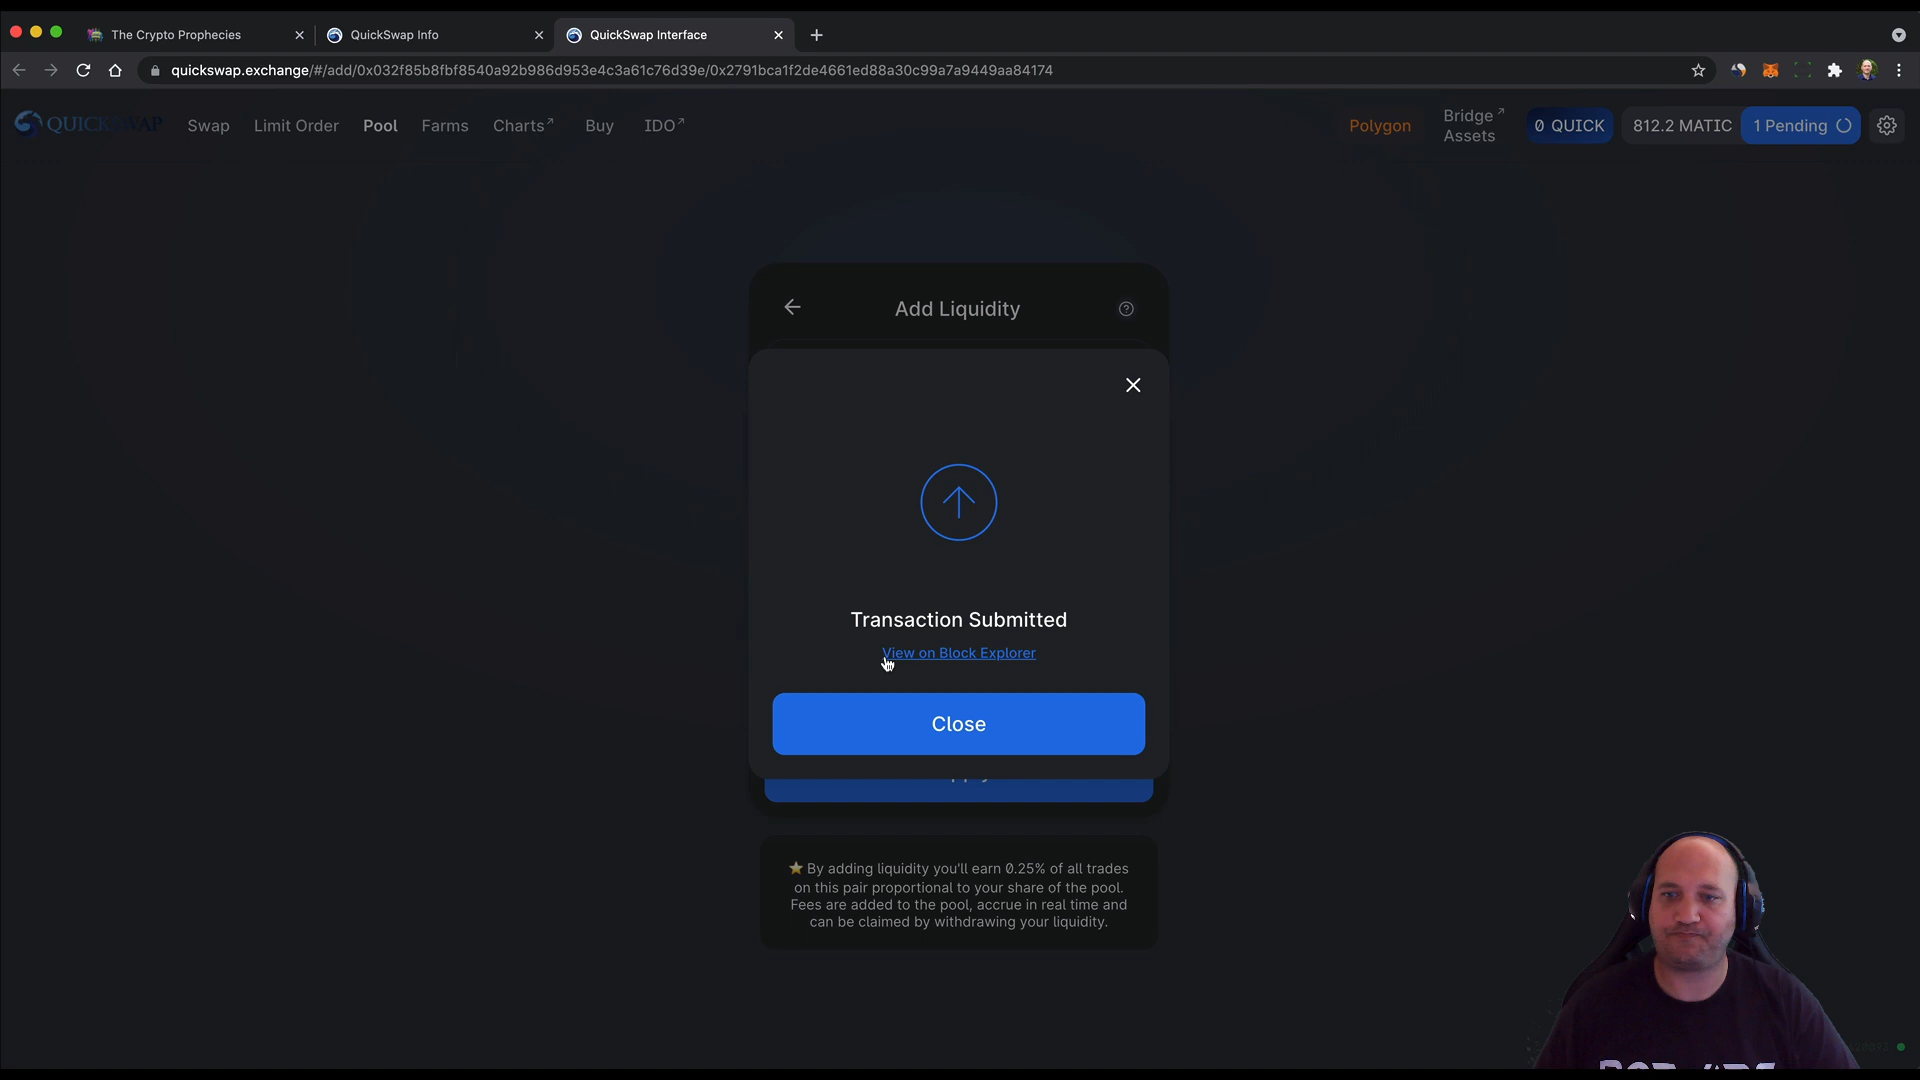 The Crypto Prophecies
QuickSwap Info
QuickSwap Interface
quickswap.exchange/#/add/0x032f85b8fbf8540a92b986d953e4c3a61c76d39e/0x2791bca1f2de4661ed88a30c99a7a9449aa84174
QUICKSWAP
Swap
Limit Order
Pool
Farms
Charts↗
Buy
IDO↗
Polygon
Bridge↗
Assets
0 QUICK
812.2 MATIC
1 Pending
Add Liquidity
Transaction Submitted
View on Block Explorer
Close
⭐ By adding liquidity you'll earn 0.25% of all trades
on this pair proportional to your share of the pool.
Fees are added to the pool, accrue in real time and
can be claimed by withdrawing your liquidity.